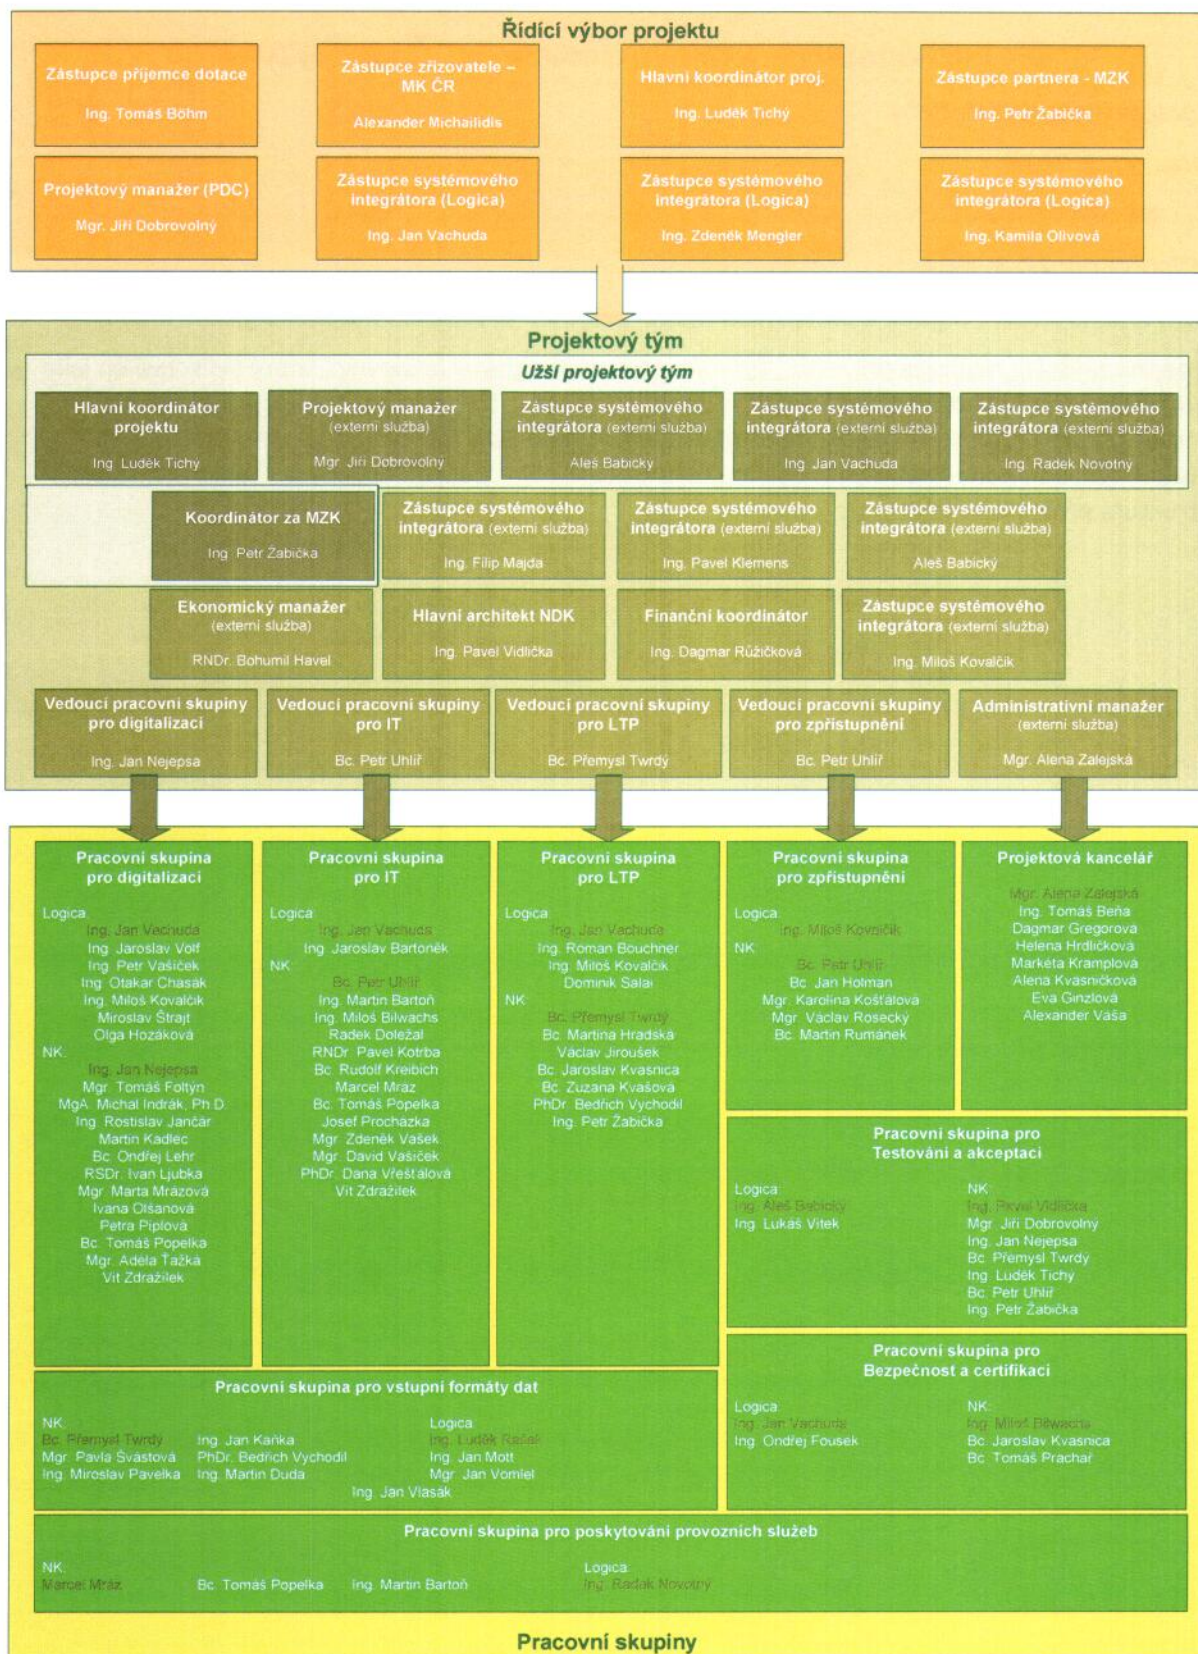 Řídící výbor projektu
Zástupce příjemce dotace
Ing. Tomáš Böhm
Zástupce zřizovatele –
MK ČR
Alexander Michailidis
Hlavní koordinátor proj.
Ing. Luděk Tichý
Zástupce partnera - MZK
Ing. Petr Žabička
Projektový manažer (PDC)
Mgr. Jiří Dobrovolný
Zástupce systémového
integrátora (Logica)
Ing. Jan Vachuda
Zástupce systémového
integrátora (Logica)
Ing. Zdeněk Mengler
Zástupce systémového
integrátora (Logica)
Ing. Kamila Olivová
Projektový tým
Užší projektový tým
Hlavní koordinátor
projektu
Ing. Luděk Tichý
Projektový manažer
(externí služba)
Mgr. Jiří Dobrovolný
Zástupce systémového
integrátora (externí služba)
Aleš Babický
Zástupce systémového
integrátora (externí služba)
Ing. Jan Vachuda
Zástupce systémového
integrátora (externí služba)
Ing. Radek Novotný
Koordinátor za MZK
Ing. Petr Žabička
Zástupce systémového
integrátora (externí služba)
Ing. Filip Majda
Zástupce systémového
integrátora (externí služba)
Ing. Pavel Klemens
Zástupce systémového
integrátora (externí služba)
Aleš Babický
Ekonomický manažer
(externí služba)
RNDr. Bohumil Havel
Hlavní architekt NDK
Ing. Pavel Vidlička
Finanční koordinátor
Ing. Dagmar Růžičková
Zástupce systémového
integrátora (externí služba)
Ing. Miloš Kovalčik
Vedoucí pracovní skupiny
pro digitalizaci
Ing. Jan Nejepsa
Vedoucí pracovní skupiny
pro IT
Bc. Petr Uhlíř
Vedoucí pracovní skupiny
pro LTP
Bc. Přemysl Twrdý
Vedoucí pracovní skupiny
pro zpřístupnění
Bc. Petr Uhlíř
Administrativní manažer
(externí služba)
Mgr. Alena Zálejská
Pracovní skupina
pro digitalizaci
Logica:
Ing. Jan Vachuda
Ing. Jaroslav Volf
Ing. Petr Vašíček
Ing. Otakar Chasák
Ing. Miloš Kovalčik
Miroslav Štrajt
Olga Hozáková
NK:
Ing. Jan Nejepsa
Mgr. Tomáš Foltýn
MgA. Michal Indrák, Ph.D.
Ing. Rostislav Jančár
Martin Kadlec
Bc. Ondřej Lehr
RSDr. Ivan Ljubka
Mgr. Marta Mrázová
Ivana Olšanová
Petra Piplová
Bc. Tomáš Popelka
Mgr. Adéla Ťažká
Vít Zdražílek
Pracovní skupina
pro IT
Logica:
Ing. Jan Vachuda
Ing. Jaroslav Bartoněk
NK:
Bc. Petr Uhlíř
Ing. Martin Bartoň
Ing. Miloš Bilwachs
Radek Doležal
RNDr. Pavel Kotrba
Bc. Rudolf Kreibich
Marcel Mráz
Bc. Tomáš Popelka
Josef Procházka
Mgr. Zdeněk Vašek
Mgr. David Vašíček
PhDr. Dana Vřešťálová
Vít Zdražílek
Pracovní skupina
pro LTP
Logica:
Ing. Jan Vachuda
Ing. Roman Bouchner
Ing. Miloš Kovalčik
Dominik Salai
NK:
Bc. Přemysl Twrdý
Bc. Martina Hradská
Václav Jiroušek
Bc. Jaroslav Kvasnica
Bc. Zuzana Kvašová
PhDr. Bedřich Vychodil
Ing. Petr Žabička
Pracovní skupina
pro zpřístupnění
Logica:
Ing. Miloš Kovalčik
NK:
Bc. Petr Uhlíř
Bc. Jan Holman
Mgr. Karolína Košťálová
Mgr. Václav Rosecký
Bc. Martin Rumánek
Projektová kancelář
Mgr. Alena Zálejská
Ing. Tomáš Beňa
Dagmar Gregorová
Helena Hrdličková
Markéta Kramplová
Alena Kvasničková
Eva Ginzlová
Alexander Váša
Pracovní skupina pro
Testování a akceptaci
Logica:
Ing. Aleš Babický
Ing. Lukáš Vítek
NK:
Ing. Pavel Vidlička
Mgr. Jiří Dobrovolný
Ing. Jan Nejepsa
Bc. Přemysl Twrdý
Ing. Luděk Tichý
Bc. Petr Uhlíř
Ing. Petr Žabička
Pracovní skupina pro
Bezpečnost a certifikaci
Logica:
Ing. Jan Vachuda
Ing. Ondřej Fousek
NK:
Ing. Miloš Bilwachs
Bc. Jaroslav Kvasnica
Bc. Tomáš Prachař
Pracovní skupina pro vstupní formáty dat
NK:
Bc. Přemysl Twrdý
Mgr. Pavla Švástová
Ing. Miroslav Pavelka
Ing. Jan Kaňka
PhDr. Bedřich Vychodil
Ing. Martin Duda
Logica:
Ing. Luděk Rašek
Ing. Jan Mottl
Mgr. Jan Vomlel
Ing. Jan Vlasák
Pracovní skupina pro poskytování provozních služeb
NK:
Marcel Mráz
Bc. Tomáš Popelka
Ing. Martin Bartoň
Logica:
Ing. Radek Novotný
Pracovní skupiny